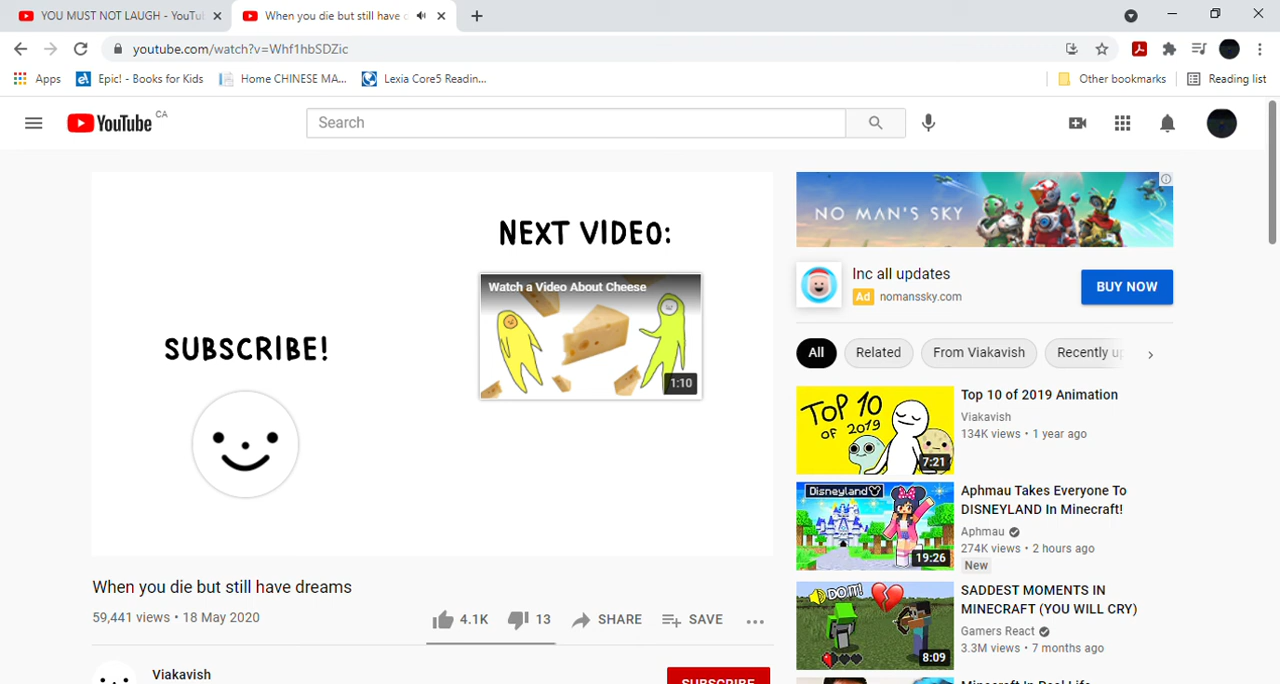 YOU MUST NOT LAUGH - YouTu
When you die but still have
youtube.com/watch?v=Whf1hbSDZic
Apps
Epic! - Books for Kids
Home CHINESE MA...
Lexia Core5 Readin...
Other bookmarks
Reading list
YouTube CA
Search
NEXT VIDEO:
Watch a Video About Cheese
1:10
SUBSCRIBE!
NO MAN'S SKY
Inc all updates
Ad nomanssky.com
BUY NOW
All
Related
From Viakavish
Recently up
TOP 10 OF 2019
7:21
Top 10 of 2019 Animation
Viakavish
134K views • 1 year ago
Disneyland
19:26
Aphmau Takes Everyone To
DISNEYLAND In Minecraft!
Aphmau
274K views • 2 hours ago
New
DO IT!
8:09
SADDEST MOMENTS IN
MINECRAFT (YOU WILL CRY)
Gamers React
3.3M views • 7 months ago
When you die but still have dreams
59,441 views • 18 May 2020
4.1K
13
SHARE
SAVE
Viakavish
SUBSCRIBE
Minecraft In Real Life